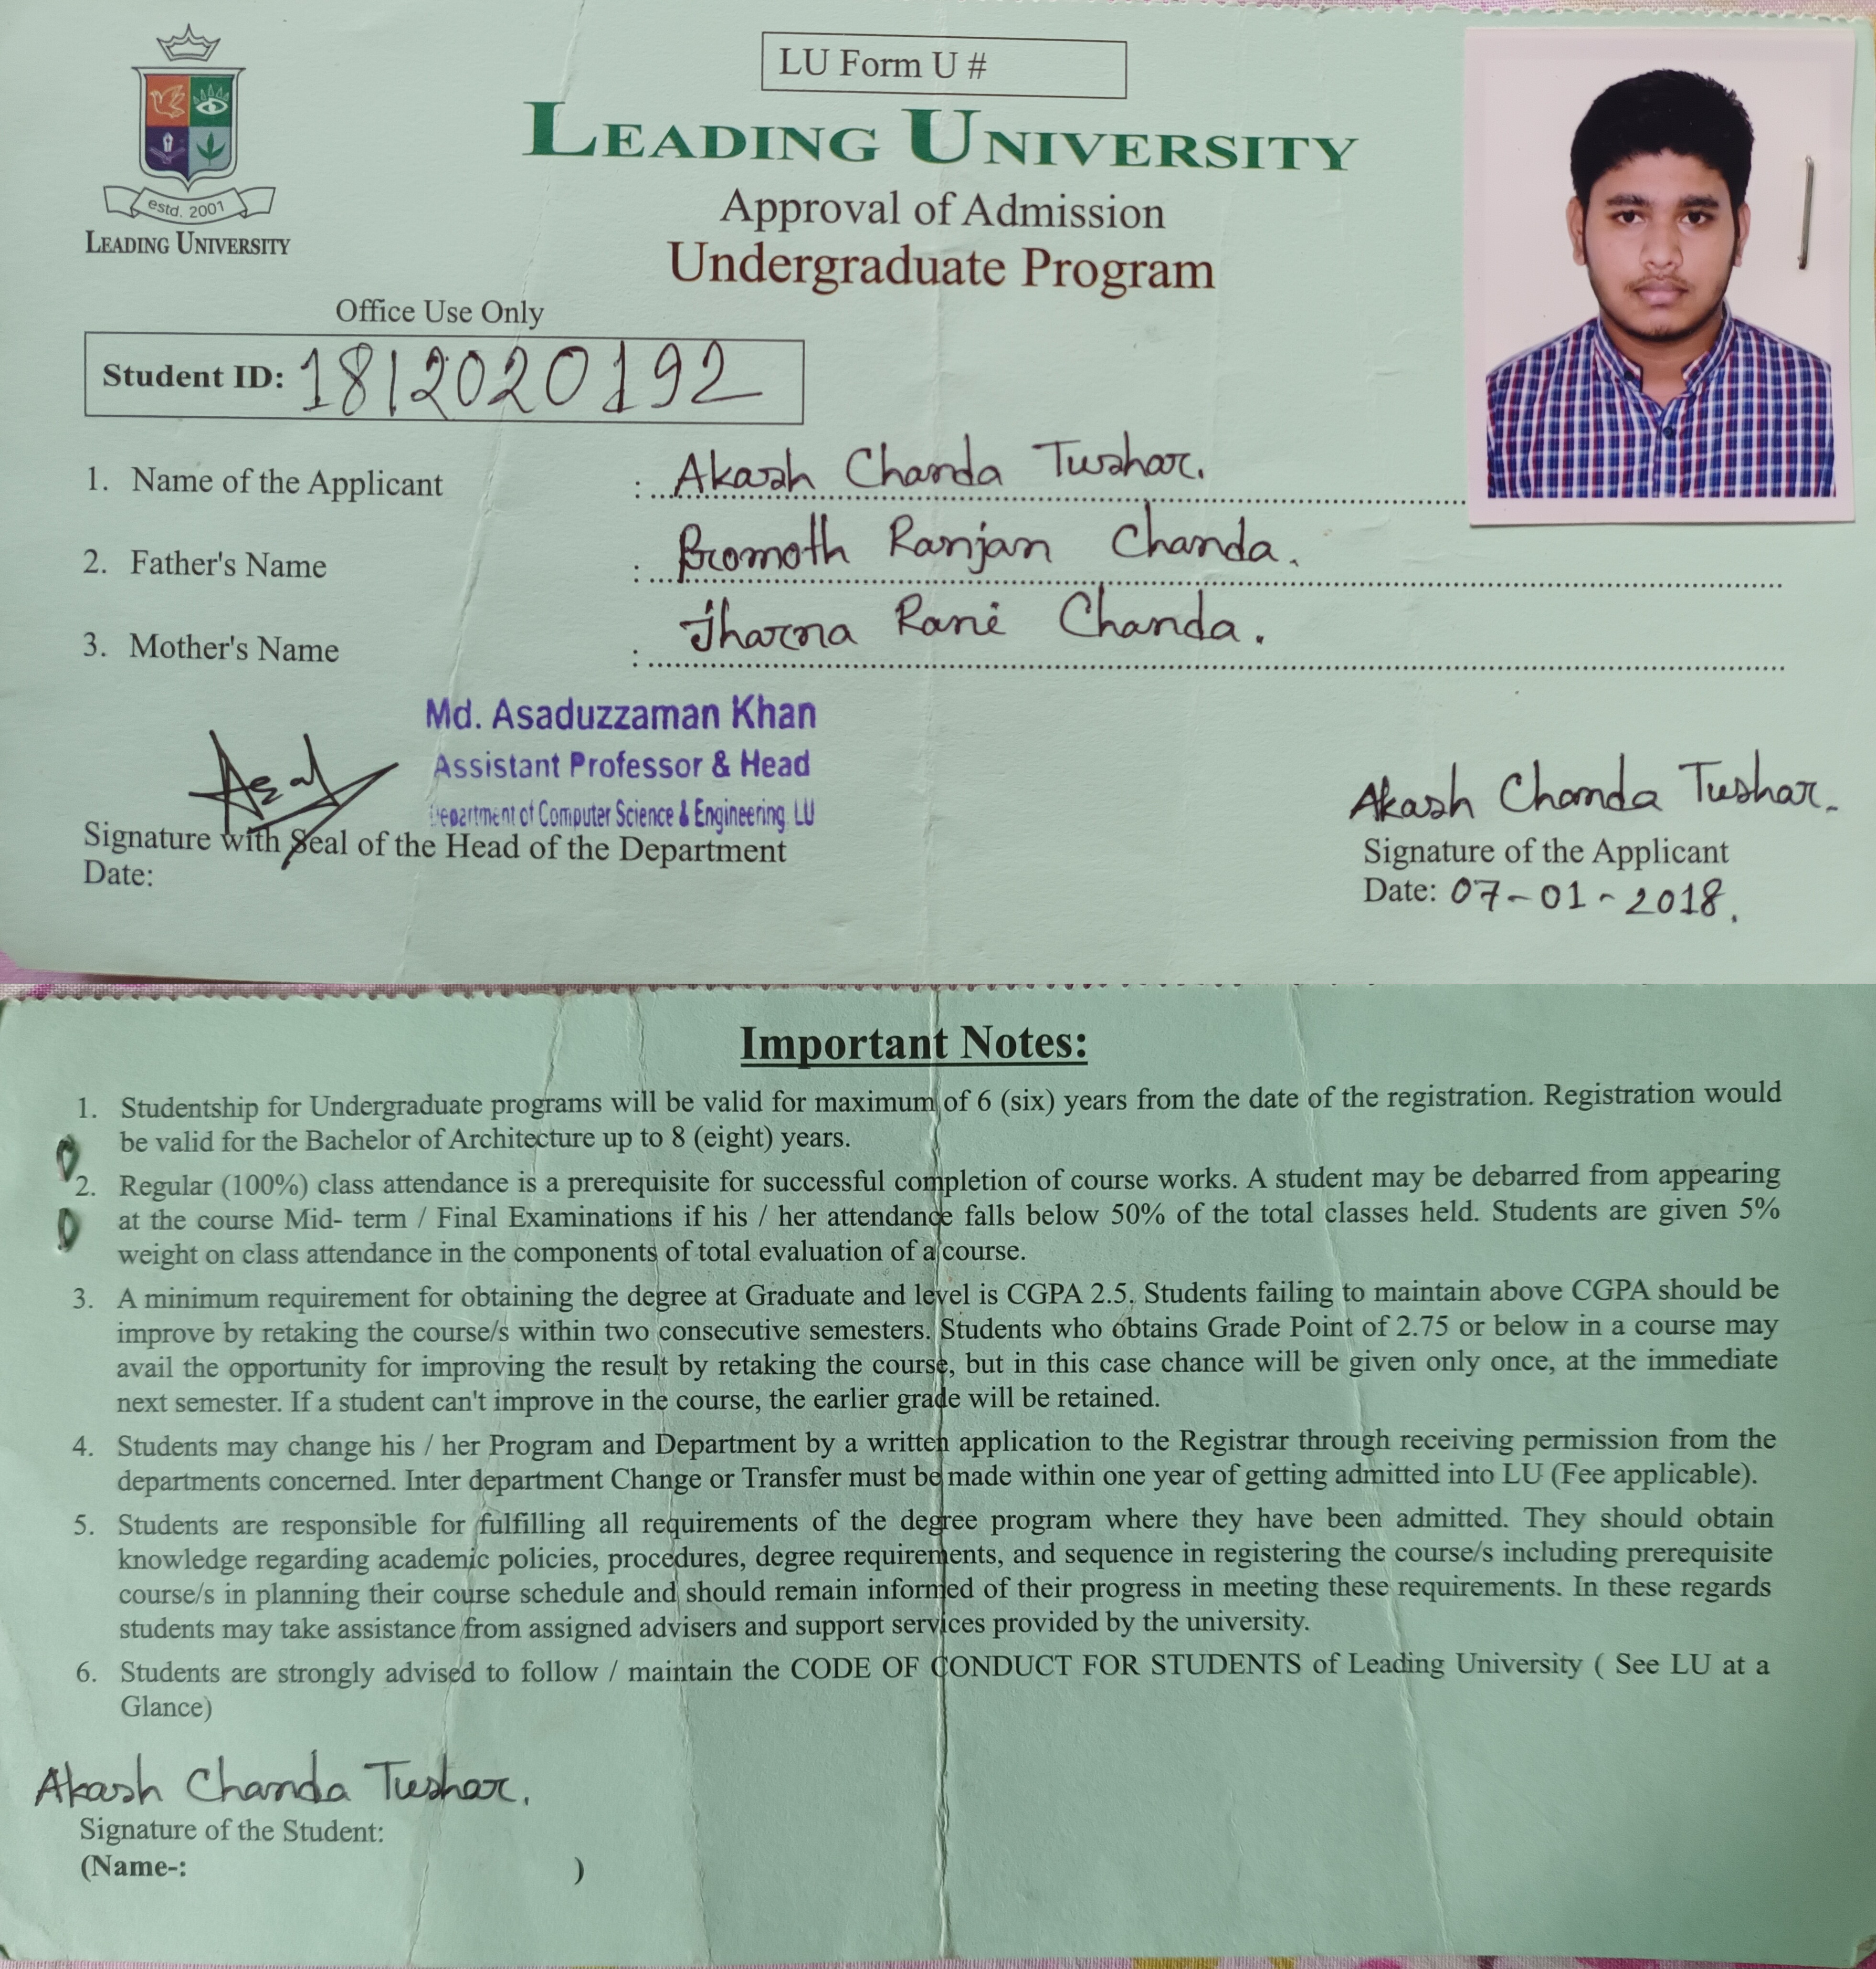 LU Form U #
LEADING UNIVERSITY
estd. 2001
LEADING UNIVERSITY
Approval of Admission
Undergraduate Program
Office Use Only
Student ID: 1812020192
1. Name of the Applicant : Akash Chanda Tushar.
2. Father's Name : Promoth Ranjan Chanda.
3. Mother's Name : Jharna Rani Chanda.
Md. Asaduzzaman Khan
Assistant Professor & Head
Department of Computer Science & Engineering, LU
Signature with Seal of the Head of the Department
Date:
Akash Chanda Tushar.
Signature of the Applicant
Date: 07-01-2018.
Important Notes:
1. Studentship for Undergraduate programs will be valid for maximum of 6 (six) years from the date of the registration. Registration would
be valid for the Bachelor of Architecture up to 8 (eight) years.
2. Regular (100%) class attendance is a prerequisite for successful completion of course works. A student may be debarred from appearing
at the course Mid- term / Final Examinations if his / her attendance falls below 50% of the total classes held. Students are given 5%
weight on class attendance in the components of total evaluation of a course.
3. A minimum requirement for obtaining the degree at Graduate and level is CGPA 2.5. Students failing to maintain above CGPA should be
improve by retaking the course/s within two consecutive semesters. Students who obtains Grade Point of 2.75 or below in a course may
avail the opportunity for improving the result by retaking the course, but in this case chance will be given only once, at the immediate
next semester. If a student can't improve in the course, the earlier grade will be retained.
4. Students may change his / her Program and Department by a written application to the Registrar through receiving permission from the
departments concerned. Inter department Change or Transfer must be made within one year of getting admitted into LU (Fee applicable).
5. Students are responsible for fulfilling all requirements of the degree program where they have been admitted. They should obtain
knowledge regarding academic policies, procedures, degree requirements, and sequence in registering the course/s including prerequisite
course/s in planning their course schedule and should remain informed of their progress in meeting these requirements. In these regards
students may take assistance from assigned advisers and support services provided by the university.
6. Students are strongly advised to follow / maintain the CODE OF CONDUCT FOR STUDENTS of Leading University ( See LU at a
Glance)
Akash Chanda Tushar.
Signature of the Student:
(Name-: )